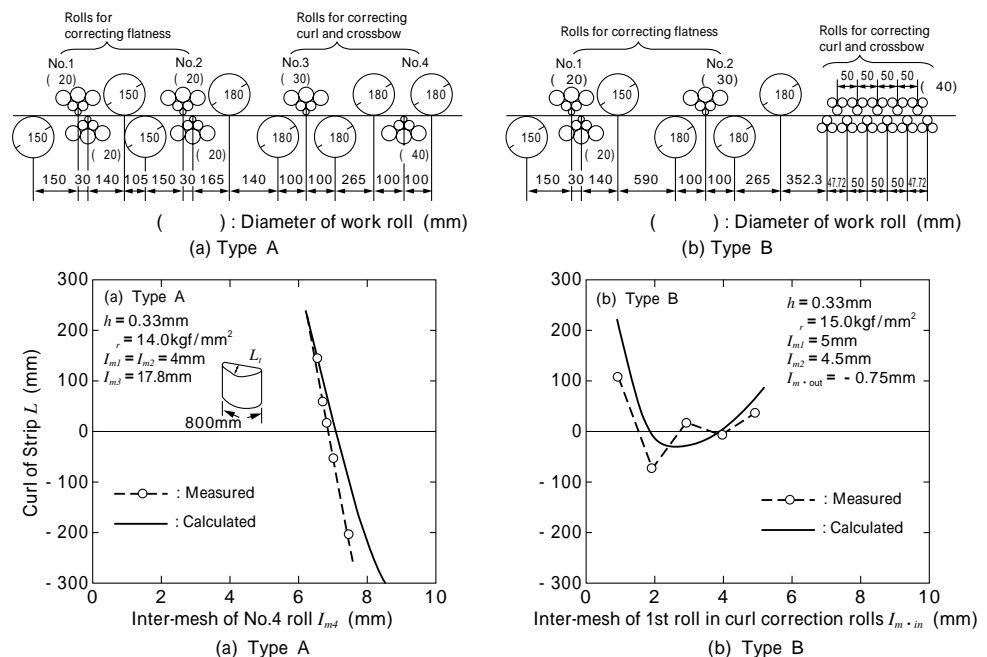 Rolls for
correcting flatness
Rolls for
correcting curl and crossbow
No.1
( 20)
No.2
( 20)
No.3
( 30)
No.4
150
180
180
150
( 20)
150
( 20)
180
180
( 40)
150 30 140 105 150 30 165 140 100 100 265 100 100
( ) : Diameter of work roll (mm)
(a) Type A
Rolls for correcting flatness
Rolls for correcting
curl and crossbow
No.1
( 20)
No.2
( 30)
50 50 50 50
( 40)
150
180
150
( 20)
180
180
150 30 140 590 100 100 265 352.3 47.72 50 50 50 47.72
( ) : Diameter of work roll (mm)
(b) Type B
Curl of Strip L (mm)
300
200
100
0
- 100
- 200
- 300
(a) Type A
h = 0.33mm
r = 14.0kgf/mm²
Im1 = Im2 = 4mm
Im3 = 17.8mm
Lt
800mm
: Measured
: Calculated
0 2 4 6 8 10
Inter-mesh of No.4 roll Im4 (mm)
(a) Type A
300
200
100
0
- 100
- 200
- 300
(b) Type B
h = 0.33mm
r = 15.0kgf/mm²
Im1 = 5mm
Im2 = 4.5mm
Im·out = - 0.75mm
: Measured
: Calculated
0 2 4 6 8 10
Inter-mesh of 1st roll in curl correction rolls Im·in (mm)
(b) Type B